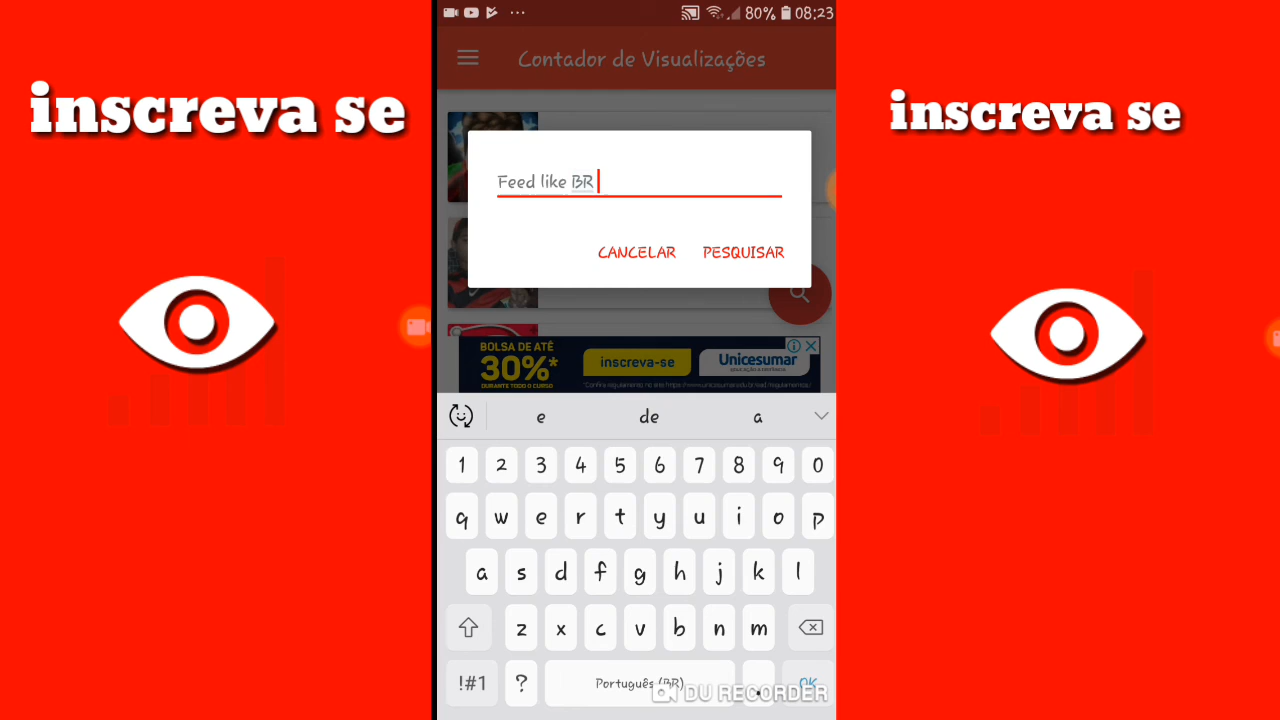 inscreva se
... 80% 08:23
Contador de Visualizações
Feed like BR
CANCELAR PESQUISAR
BOLSA DE ATÉ
30%*
DURANTE TODO O CURSO
inscreva-se
Unicesumar
e de a
1 2 3 4 5 6 7 8 9 0
q w e r t y u i o p
a s d f g h j k l
z x c v b n m
!#1 ? Português (BR) . OK
DU RECORDER
inscreva se